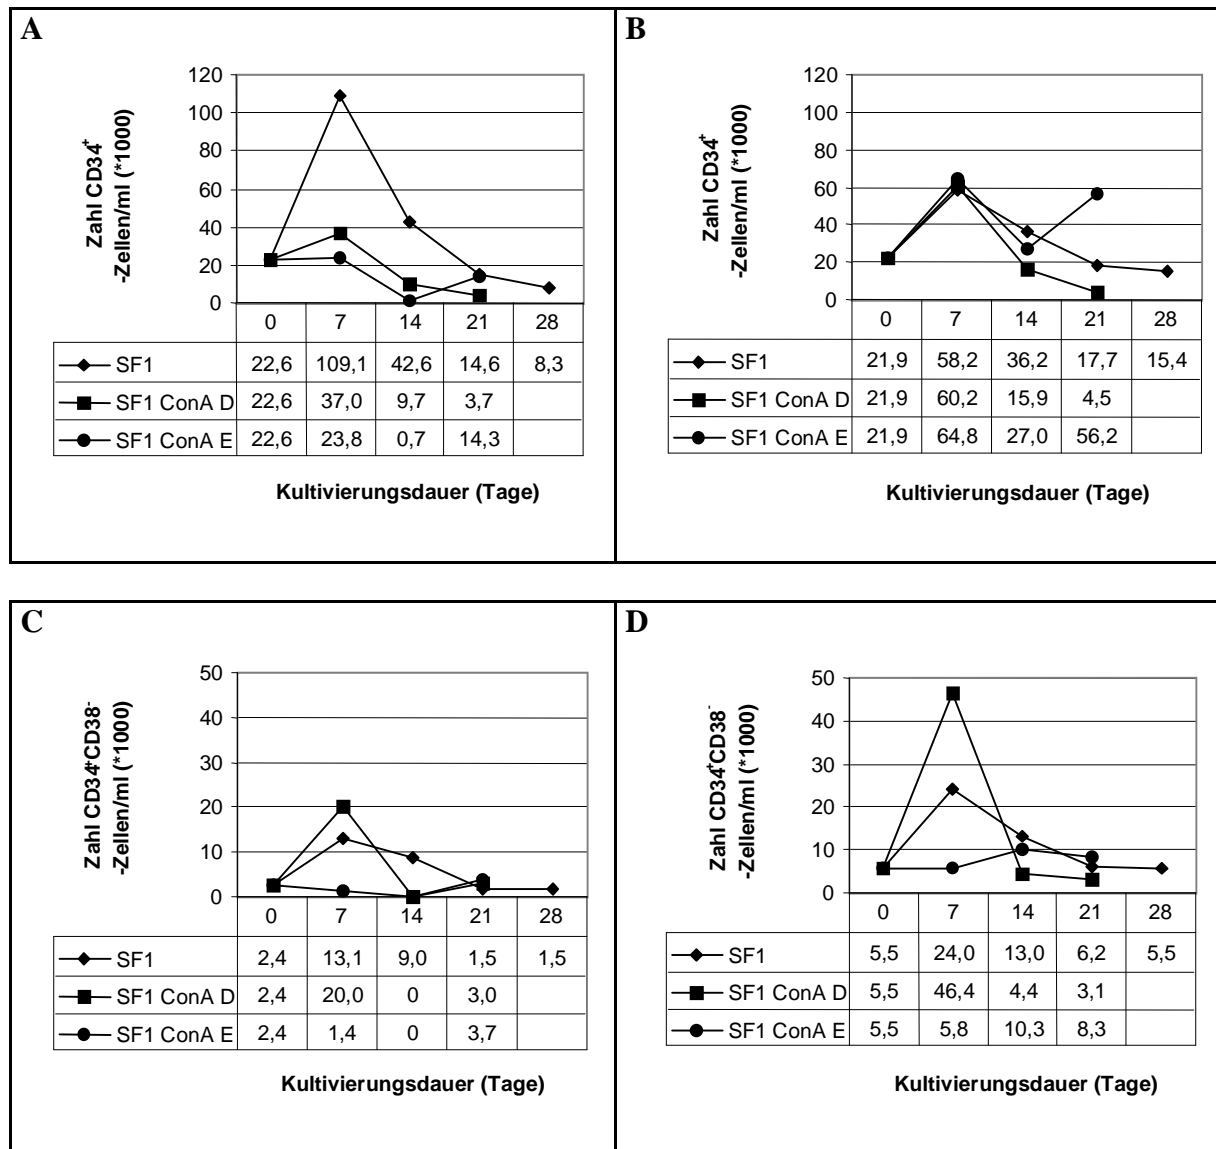 A
Zahl CD34⁺
-Zellen/ml (*1000)
120
100
80
60
40
20
0
0 7 14 21 28
SF1 22,6 109,1 42,6 14,6 8,3
SF1 ConA D 22,6 37,0 9,7 3,7
SF1 ConA E 22,6 23,8 0,7 14,3
Kultivierungsdauer (Tage)
B
Zahl CD34⁺
-Zellen/ml (*1000)
120
100
80
60
40
20
0
0 7 14 21 28
SF1 21,9 58,2 36,2 17,7 15,4
SF1 ConA D 21,9 60,2 15,9 4,5
SF1 ConA E 21,9 64,8 27,0 56,2
Kultivierungsdauer (Tage)
C
Zahl CD34⁺CD38⁻
-Zellen/ml (*1000)
50
40
30
20
10
0
0 7 14 21 28
SF1 2,4 13,1 9,0 1,5 1,5
SF1 ConA D 2,4 20,0 0 3,0
SF1 ConA E 2,4 1,4 0 3,7
Kultivierungsdauer (Tage)
D
Zahl CD34⁺CD38⁻
-Zellen/ml (*1000)
50
40
30
20
10
0
0 7 14 21 28
SF1 5,5 24,0 13,0 6,2 5,5
SF1 ConA D 5,5 46,4 4,4 3,1
SF1 ConA E 5,5 5,8 10,3 8,3
Kultivierungsdauer (Tage)